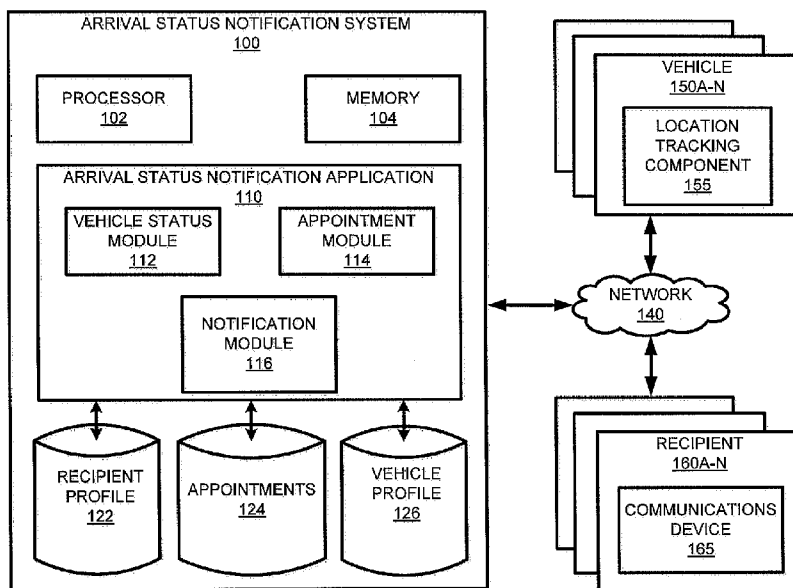 ARRIVAL STATUS NOTIFICATION SYSTEM
100
PROCESSOR
102
MEMORY
104
ARRIVAL STATUS NOTIFICATION APPLICATION
110
VEHICLE STATUS
MODULE
112
APPOINTMENT
MODULE
114
NOTIFICATION
MODULE
116
RECIPIENT
PROFILE
122
APPOINTMENTS
124
VEHICLE
PROFILE
126
VEHICLE
150A-N
LOCATION
TRACKING
COMPONENT
155
NETWORK
140
RECIPIENT
160A-N
COMMUNICATIONS
DEVICE
165